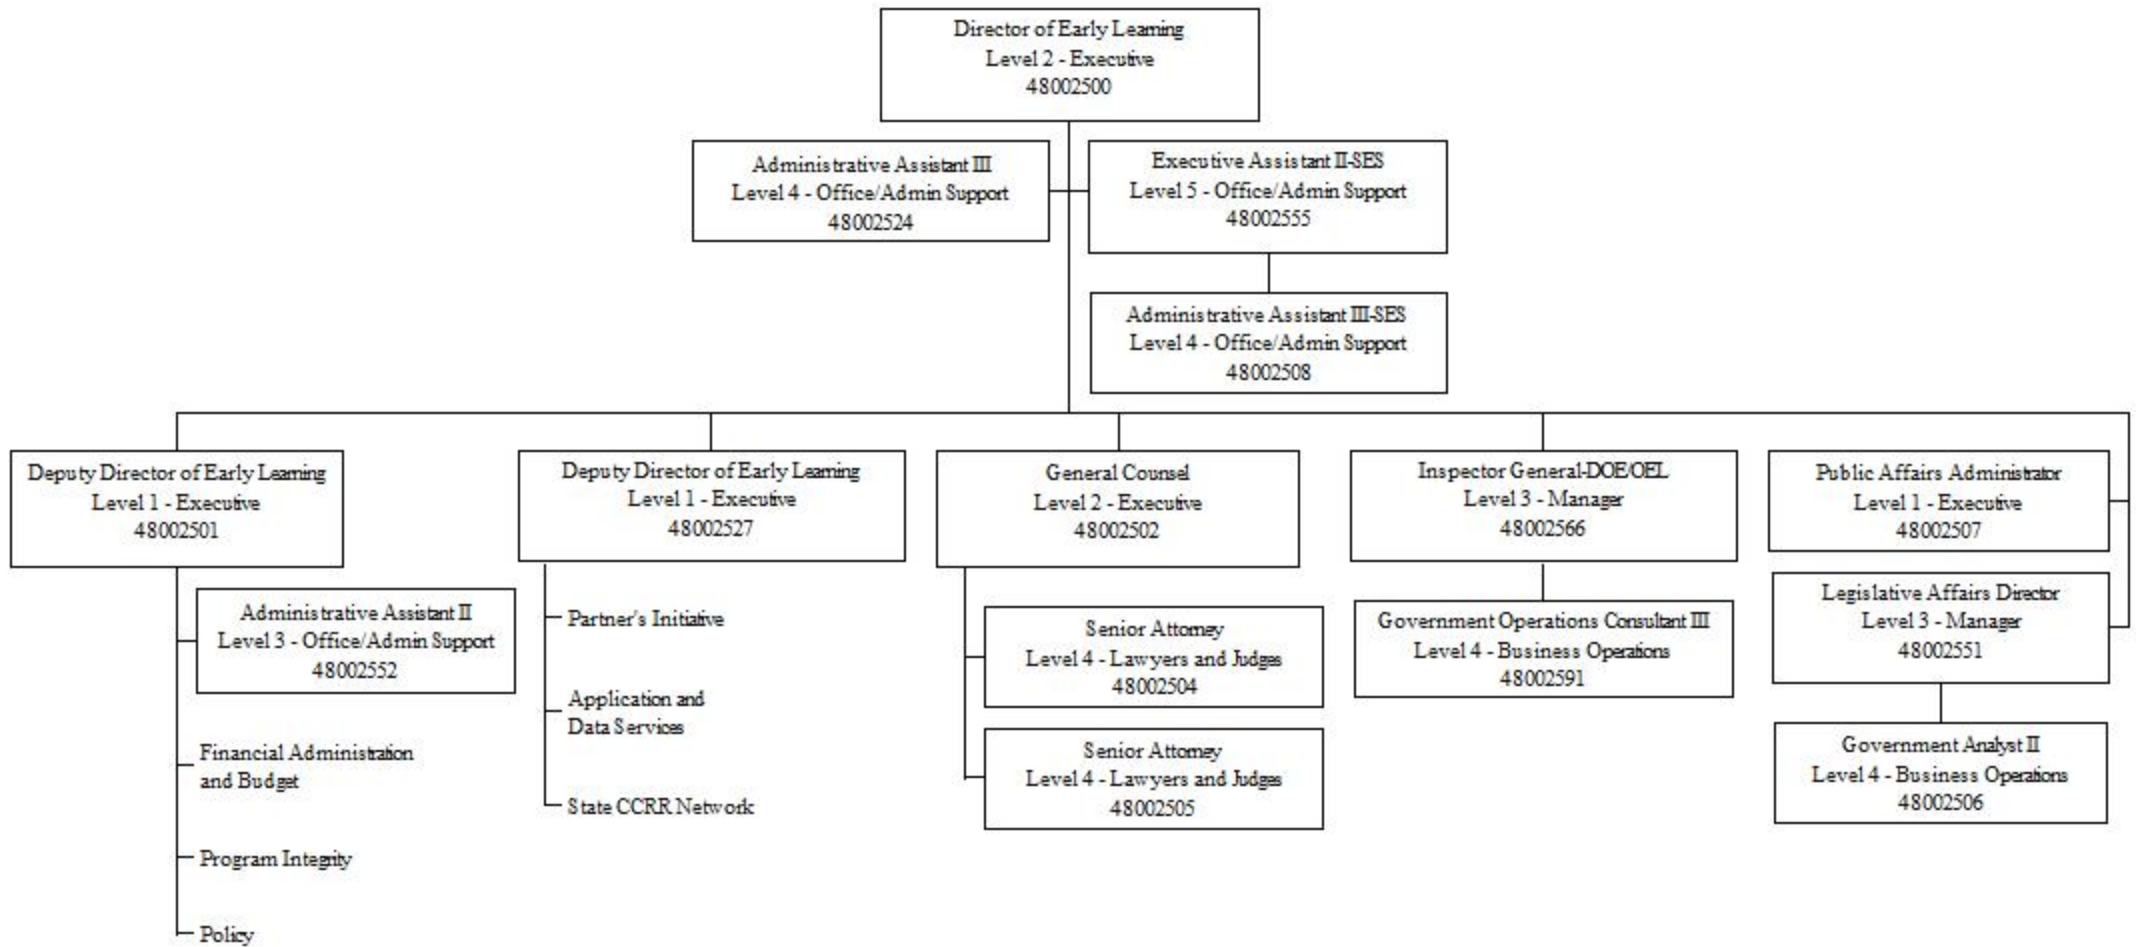 Director of Early Learning
Level 2 - Executive
48002500
Administrative Assistant III
Level 4 - Office/Admin Support
48002524
Executive Assistant II-SES
Level 5 - Office/Admin Support
48002555
Administrative Assistant III-SES
Level 4 - Office/Admin Support
48002508
Deputy Director of Early Learning
Level 1 - Executive
48002501
Administrative Assistant II
Level 3 - Office/Admin Support
48002552
Financial Administration
and Budget
Program Integrity
Policy
Deputy Director of Early Learning
Level 1 - Executive
48002527
Partner's Initiative
Application and
Data Services
State CCRR Network
General Counsel
Level 2 - Executive
48002502
Senior Attorney
Level 4 - Lawyers and Judges
48002504
Senior Attorney
Level 4 - Lawyers and Judges
48002505
Inspector General-DOE/OEL
Level 3 - Manager
48002566
Government Operations Consultant III
Level 4 - Business Operations
48002591
Public Affairs Administrator
Level 1 - Executive
48002507
Legislative Affairs Director
Level 3 - Manager
48002551
Government Analyst II
Level 4 - Business Operations
48002506